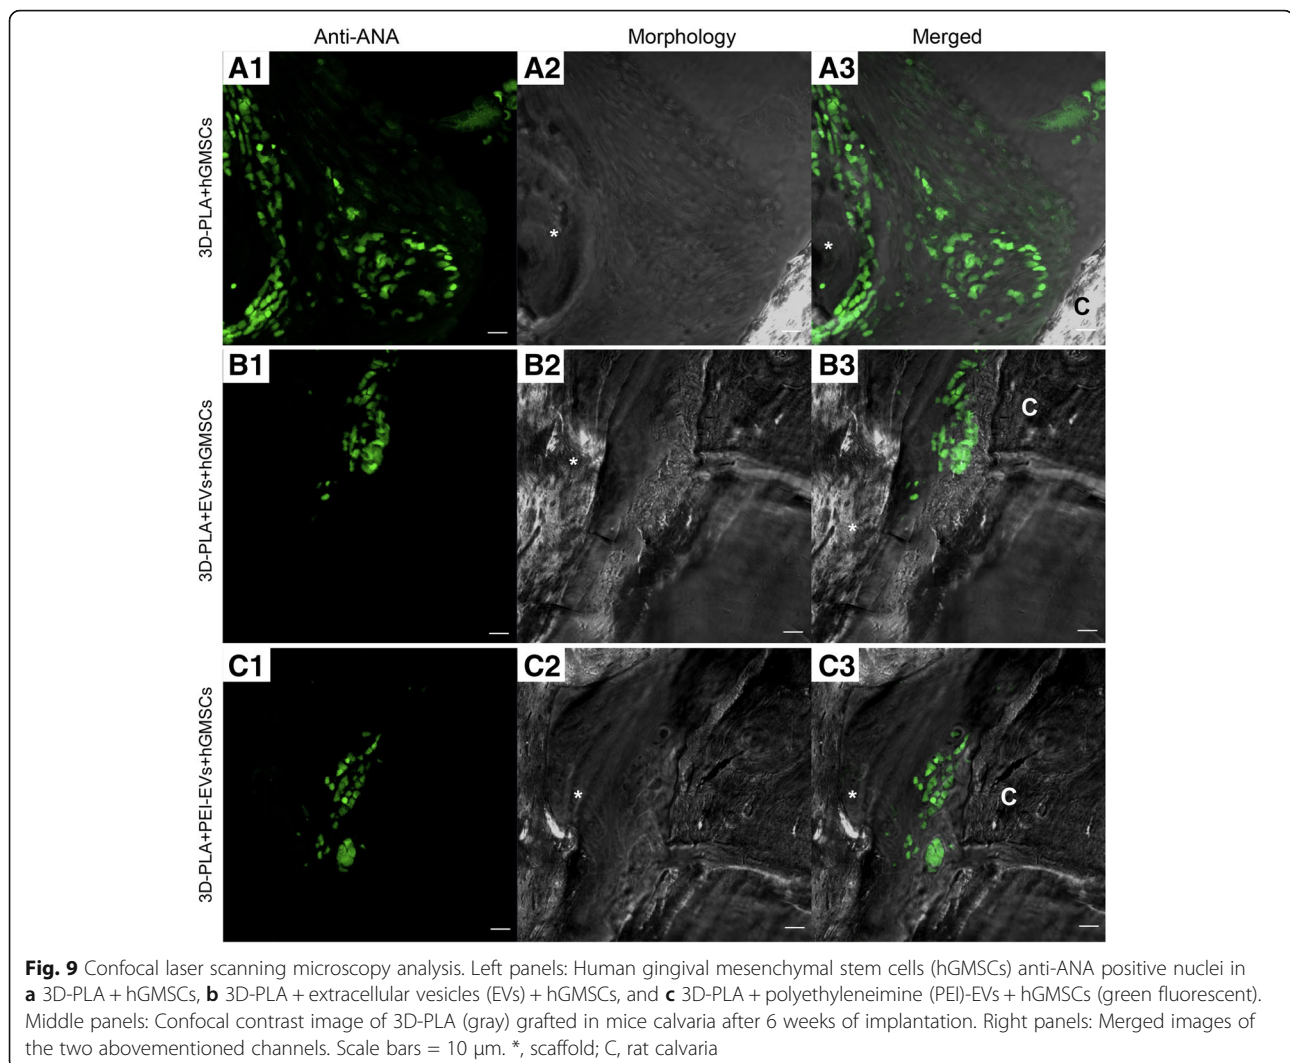 Anti-ANA Morphology Merged
3D-PLA+hGMSCs
A1 A2 A3
* * C
3D-PLA+EVs+hGMSCs
B1 B2 B3
* * C
3D-PLA+PEI-EVs+hGMSCs
C1 C2 C3
* * C
Fig. 9 Confocal laser scanning microscopy analysis. Left panels: Human gingival mesenchymal stem cells (hGMSCs) anti-ANA positive nuclei in
a 3D-PLA + hGMSCs, b 3D-PLA + extracellular vesicles (EVs) + hGMSCs, and c 3D-PLA + polyethyleneimine (PEI)-EVs + hGMSCs (green fluorescent).
Middle panels: Confocal contrast image of 3D-PLA (gray) grafted in mice calvaria after 6 weeks of implantation. Right panels: Merged images of
the two abovementioned channels. Scale bars = 10 μm. *, scaffold; C, rat calvaria